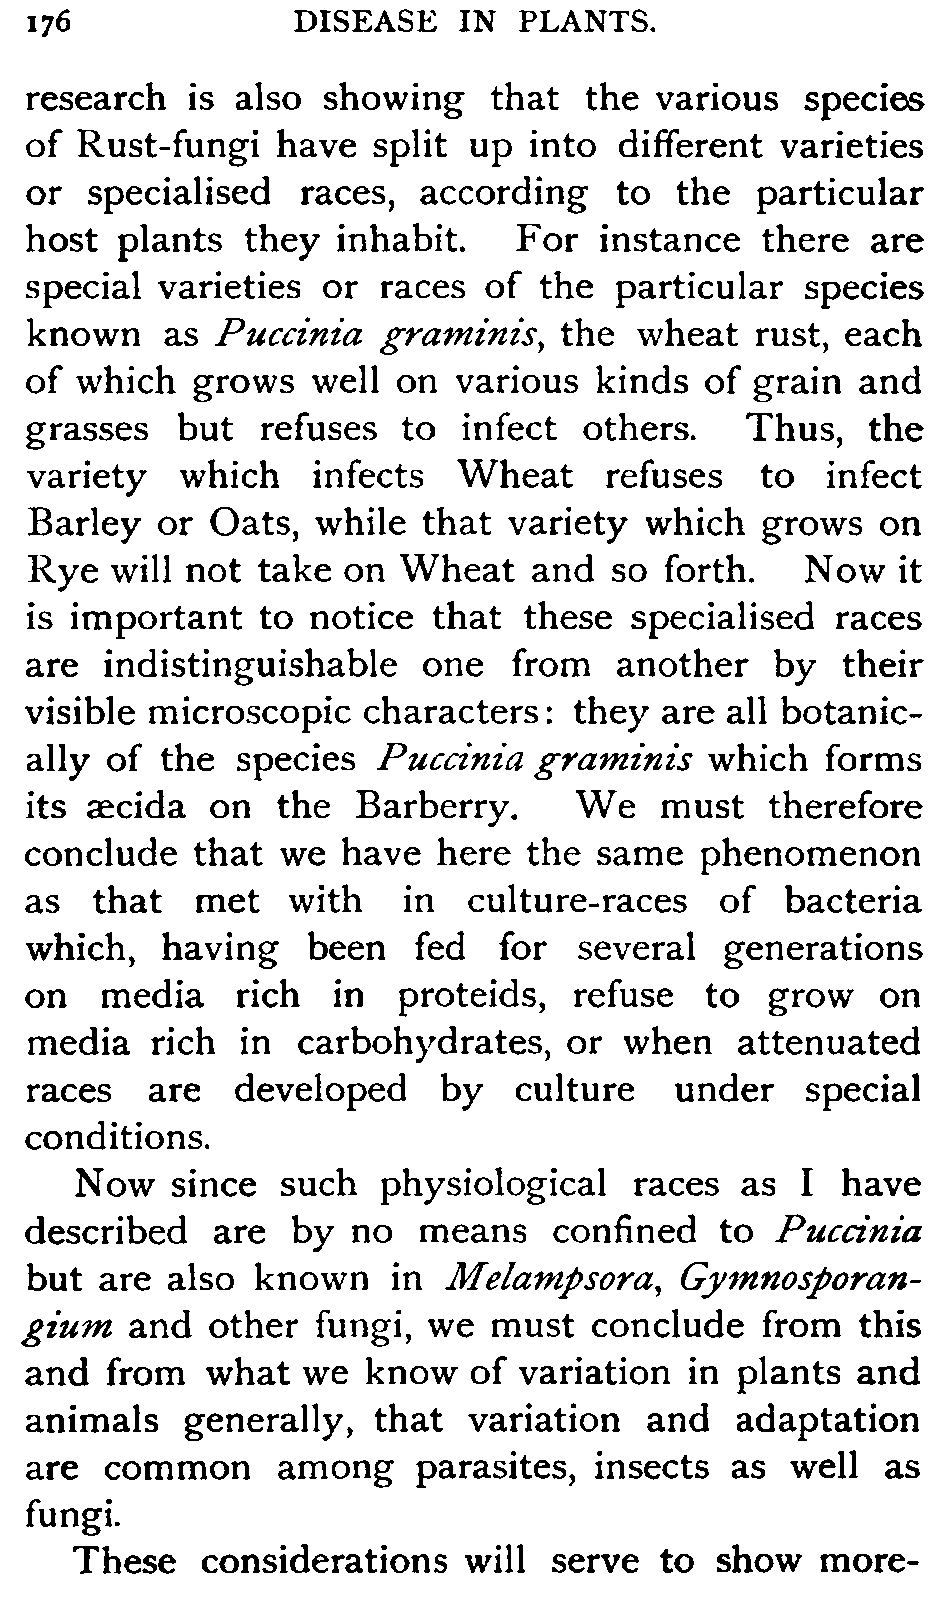 176 DISEASE IN PLANTS.
research is also showing that the various species
of Rust-fungi have split up into different varieties
or specialised races, according to the particular
host plants they inhabit. For instance there are
special varieties or races of the particular species
known as Puccinia graminis, the wheat rust, each
of which grows well on various kinds of grain and
grasses but refuses to infect others. Thus, the
variety which infects Wheat refuses to infect
Barley or Oats, while that variety which grows on
Rye will not take on Wheat and so forth. Now it
is important to notice that these specialised races
are indistinguishable one from another by their
visible microscopic characters: they are all botanic-
ally of the species Puccinia graminis which forms
its æcida on the Barberry. We must therefore
conclude that we have here the same phenomenon
as that met with in culture-races of bacteria
which, having been fed for several generations
on media rich in proteids, refuse to grow on
media rich in carbohydrates, or when attenuated
races are developed by culture under special
conditions.
Now since such physiological races as I have
described are by no means confined to Puccinia
but are also known in Melampsora, Gymnosporan-
gium and other fungi, we must conclude from this
and from what we know of variation in plants and
animals generally, that variation and adaptation
are common among parasites, insects as well as
fungi.
These considerations will serve to show more-